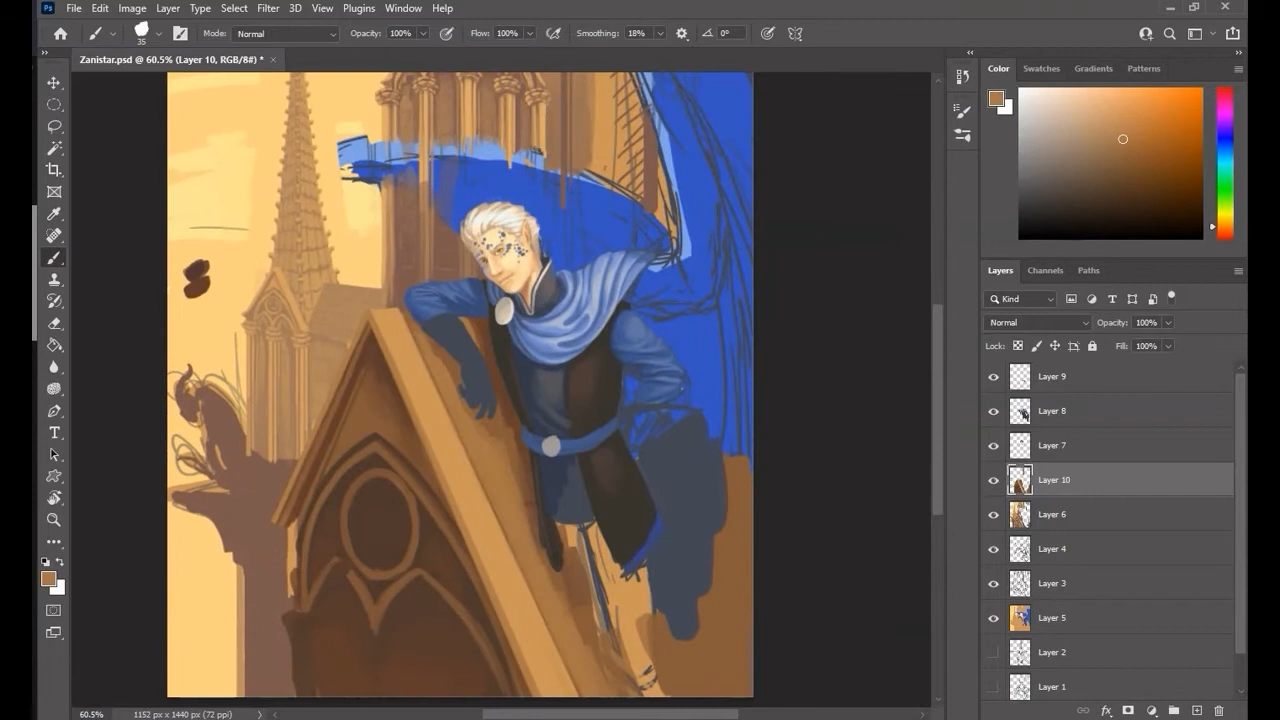 Ps File Edit Image Layer Type Select Filter 3D View Plugins Window Help
35 Mode: Normal Opacity: 100% Flow: 100% Smoothing: 18% 0°
Zanistar.psd @ 60.5% (Layer 10, RGB/8#) *
Color Swatches Gradients Patterns
Layers Channels Paths
Kind
Normal Opacity: 100%
Lock: Fill: 100%
Layer 9
Layer 8
Layer 7
Layer 10
Layer 6
Layer 4
Layer 3
Layer 5
Layer 2
Layer 1
60.5% 1152 px x 1440 px (72 ppi)